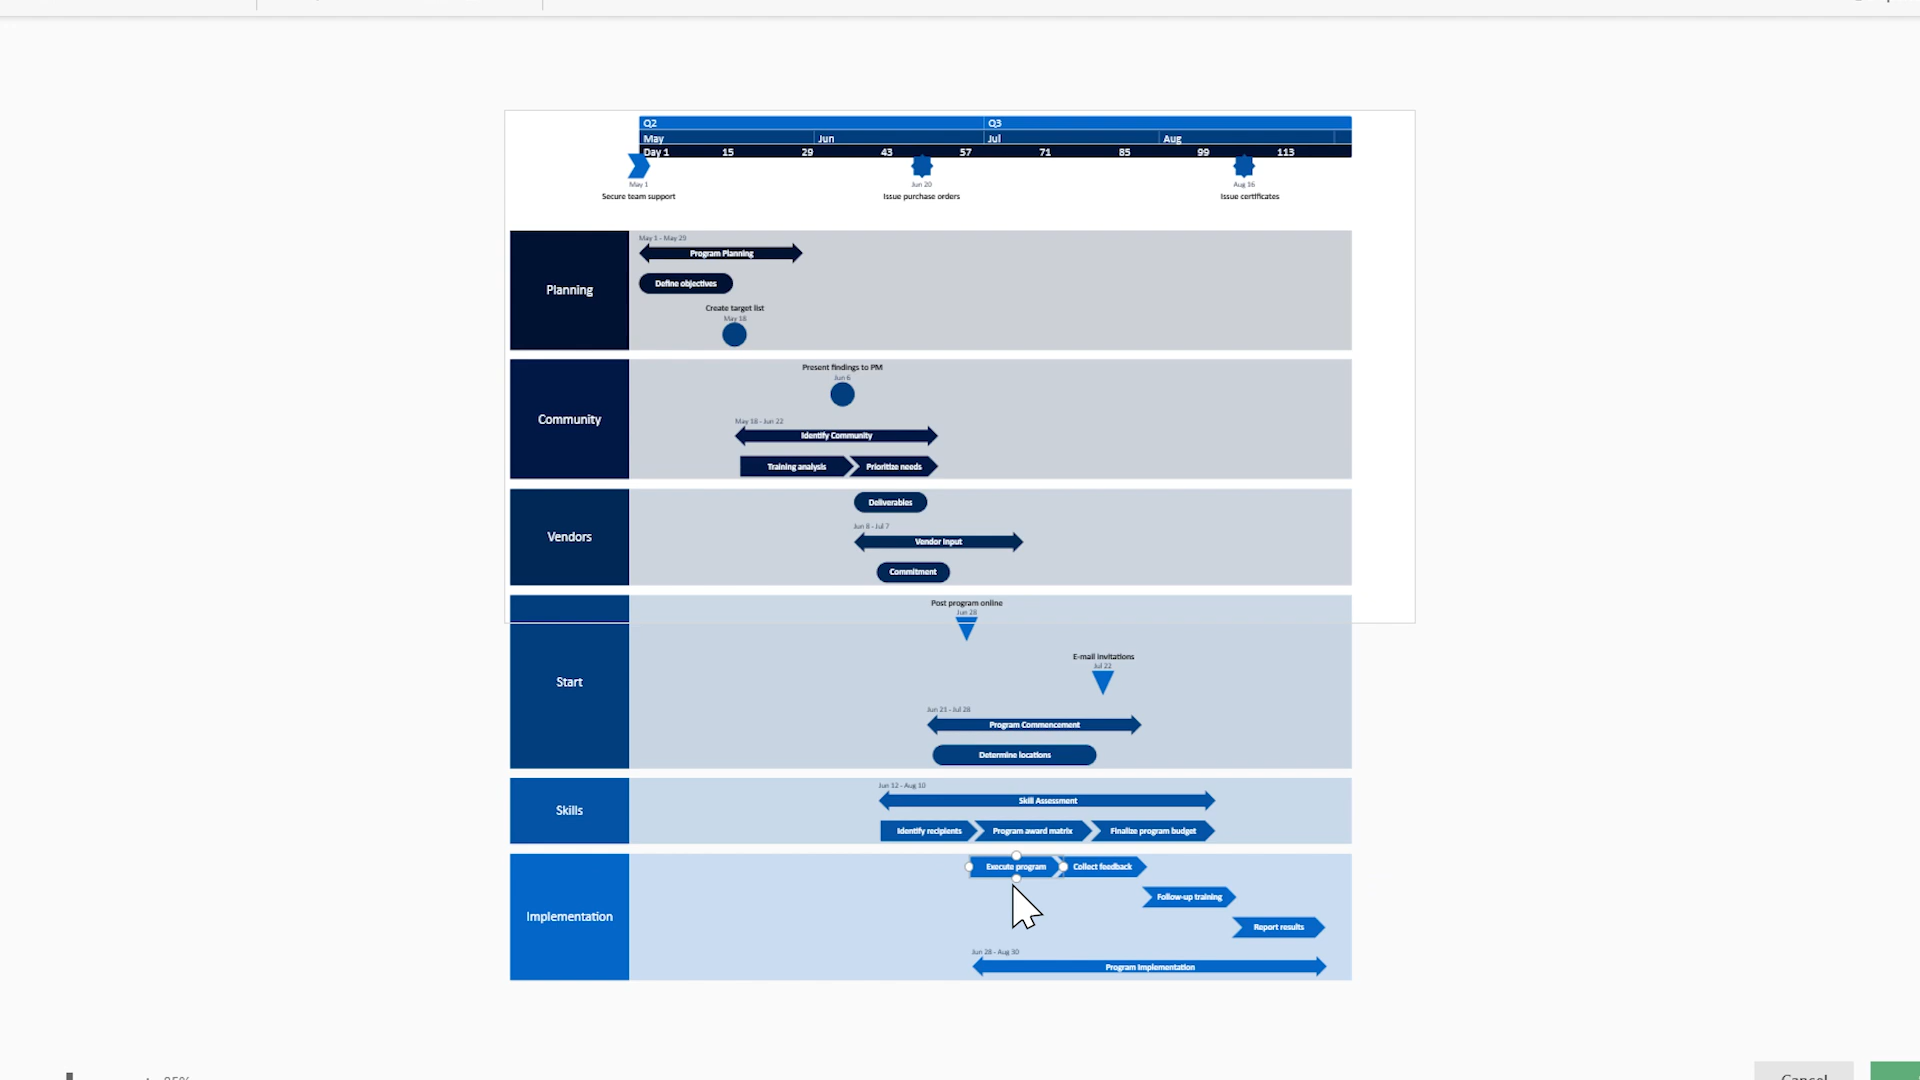 Q2 Q3
May Jun Jul Aug
Day 1 15 29 43 57 71 85 99 113
May 1 Jun 20 Aug 16
Secure team support Issue purchase orders Issue certificates
May 1 - May 29
Program Planning
Define objectives
Planning
Create target list
May 18
Present findings to PM
Jun 6
Community
May 18 - Jun 22
Identify Community
Training analysis Prioritize needs
Deliverables
Jun 8 - Jul 7
Vendors
Vendor Input
Commitment
Post program online
Jun 28
E-mail invitations
Jul 22
Start
Jun 21 - Jul 28
Program Commencement
Determine locations
Jun 12 - Aug 10
Skill Assessment
Skills
Identify recipients Program award matrix Finalize program budget
Execute program Collect feedback
Follow-up training
Implementation
Report results
Jun 28 - Aug 30
Program Implementation